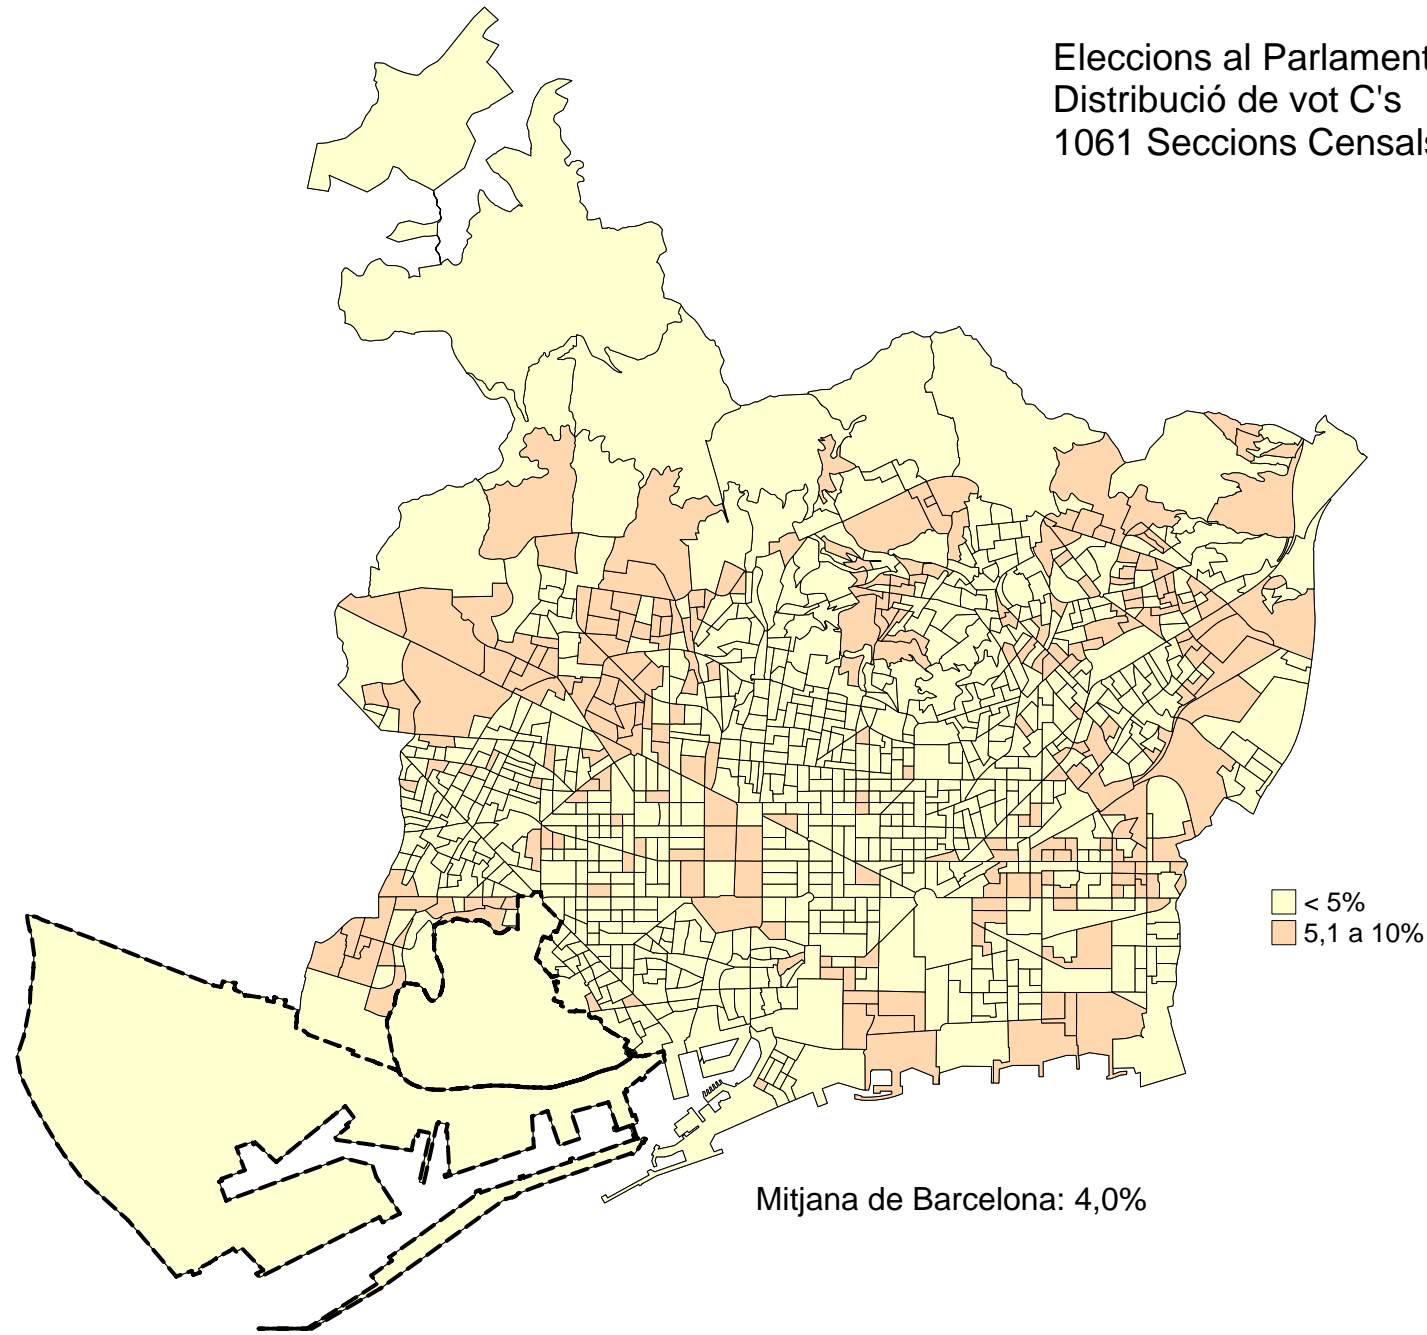 Eleccions al Parlament
Distribució de vot C's
1061 Seccions Censals
< 5%
5,1 a 10%
Mitjana de Barcelona: 4,0%